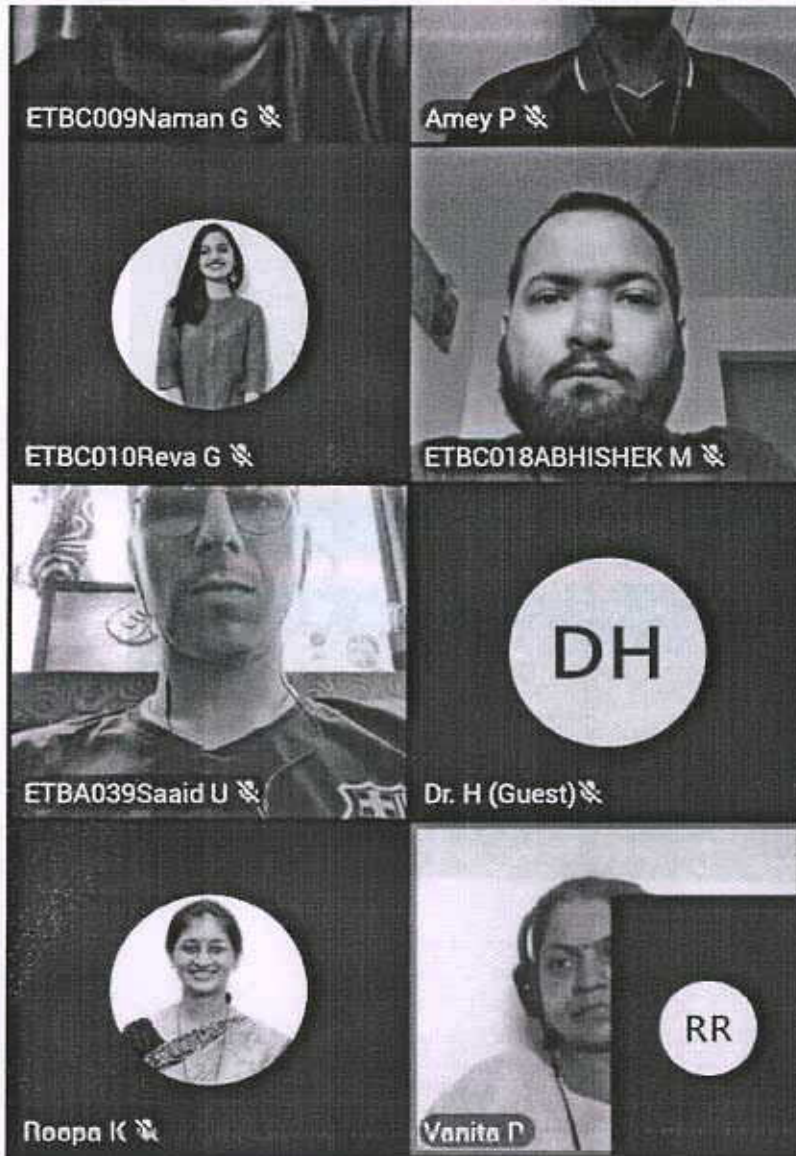 ETBC009Naman G
Amey P
ETBC010Reva G
ETBC018ABHISHEK M
ETBA039Saaid U
DH
Dr. H (Guest)
Roopa K
Vanita P
RR